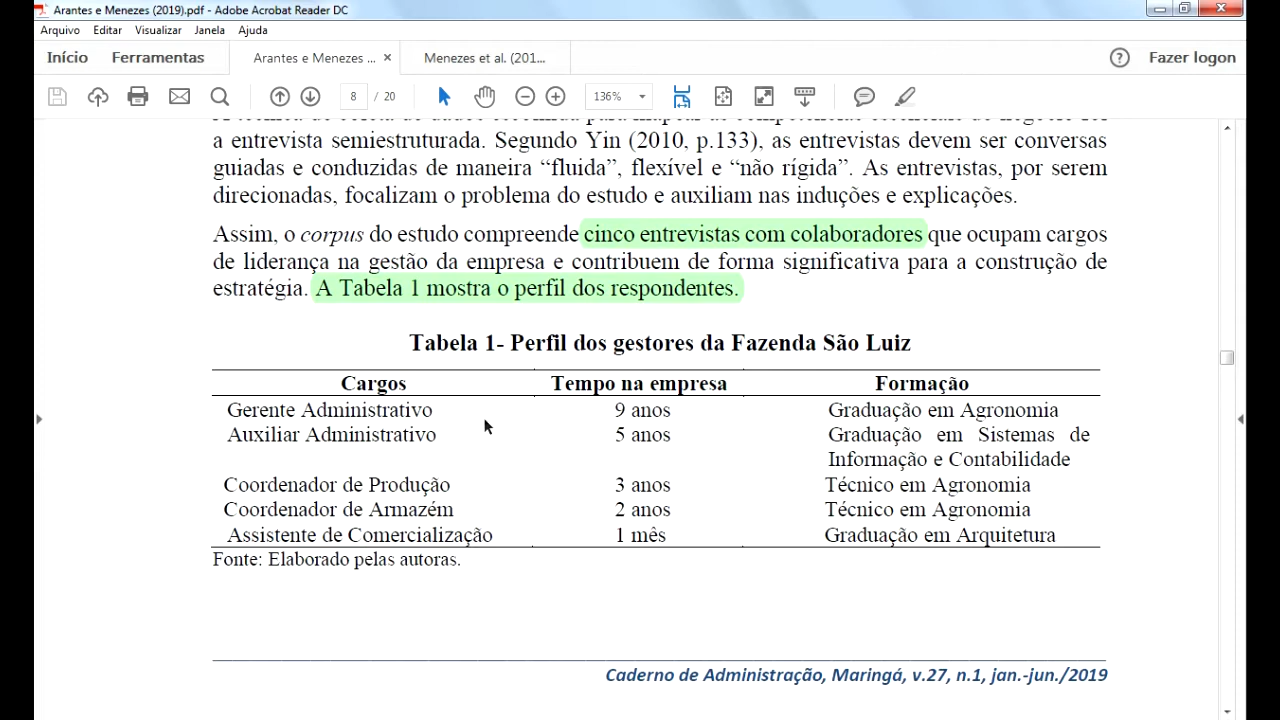 Arantes e Menezes (2019).pdf - Adobe Acrobat Reader DC
Arquivo Editar Visualizar Janela Ajuda
Início Ferramentas Arantes e Menezes ... × Menezes et al. (201... ? Fazer logon
8 / 20 136%
a entrevista semiestruturada. Segundo Yin (2010, p.133), as entrevistas devem ser conversas
guiadas e conduzidas de maneira “fluida”, flexível e “não rígida”. As entrevistas, por serem
direcionadas, focalizam o problema do estudo e auxiliam nas induções e explicações.
Assim, o corpus do estudo compreende cinco entrevistas com colaboradores que ocupam cargos
de liderança na gestão da empresa e contribuem de forma significativa para a construção de
estratégia. A Tabela 1 mostra o perfil dos respondentes.
Tabela 1- Perfil dos gestores da Fazenda São Luiz
Cargos Tempo na empresa Formação
Gerente Administrativo 9 anos Graduação em Agronomia
Auxiliar Administrativo 5 anos Graduação em Sistemas de
Informação e Contabilidade
Coordenador de Produção 3 anos Técnico em Agronomia
Coordenador de Armazém 2 anos Técnico em Agronomia
Assistente de Comercialização 1 mês Graduação em Arquitetura
Fonte: Elaborado pelas autoras.
Caderno de Administração, Maringá, v.27, n.1, jan.-jun./2019